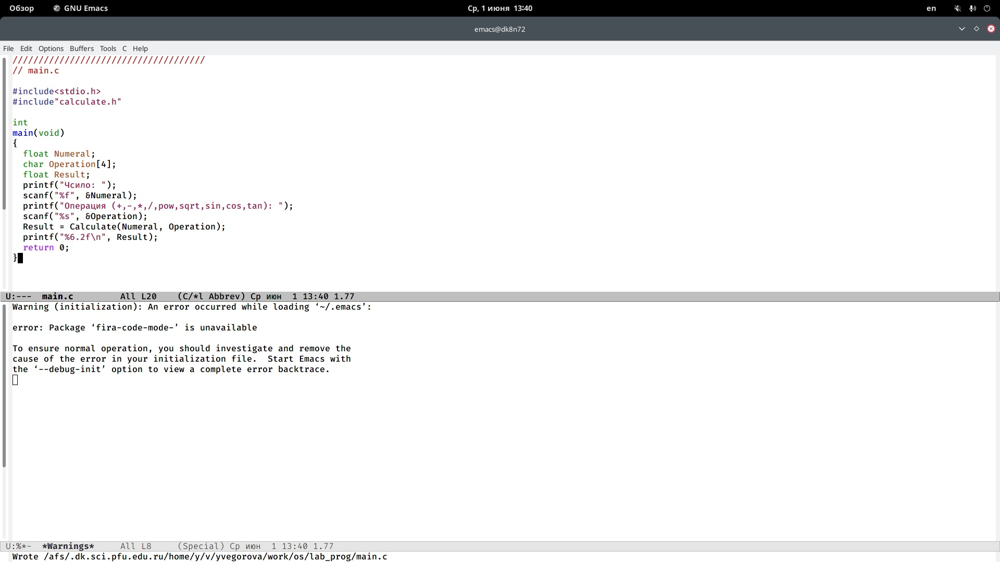 Обзор GNU Emacs Ср, 1 июня 13:40 en
emacs@dk8n72
File Edit Options Buffers Tools C Help
/////////////////////////////////////
// main.c
#include<stdio.h>
#include"calculate.h"
int
main(void)
{
float Numeral;
char Operation[4];
float Result;
printf("Чсило: ");
scanf("%f", &Numeral);
printf("Операция (+,-,*,/,pow,sqrt,sin,cos,tan): ");
scanf("%s", &Operation);
Result = Calculate(Numeral, Operation);
printf("%6.2f\n", Result);
return 0;
}
U:--- main.c All L20 (C/*l Abbrev) Ср июн 1 13:40 1.77
Warning (initialization): An error occurred while loading ‘~/.emacs’:
error: Package ‘fira-code-mode-’ is unavailable
To ensure normal operation, you should investigate and remove the
cause of the error in your initialization file. Start Emacs with
the ‘--debug-init’ option to view a complete error backtrace.
U:%*- *Warnings* All L8 (Special) Ср июн 1 13:40 1.77
Wrote /afs/.dk.sci.pfu.edu.ru/home/y/v/yvegorova/work/os/lab_prog/main.c